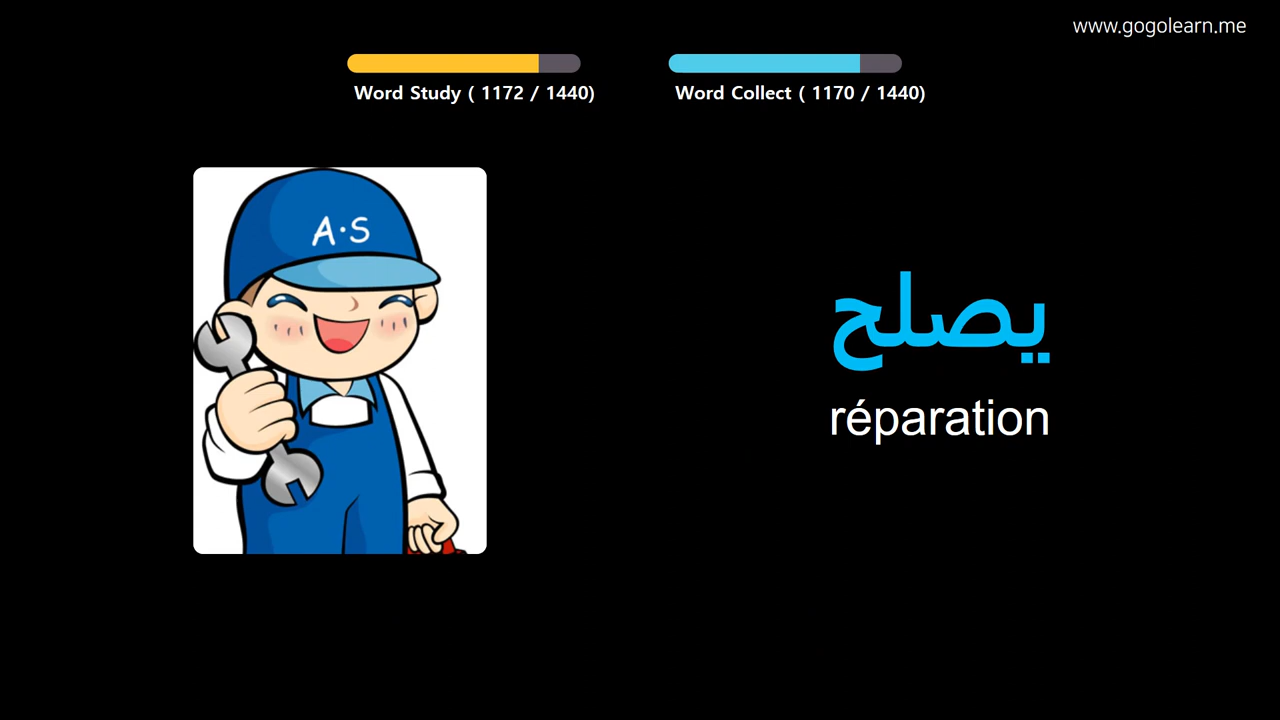 www.gogolearn.me
Word Study ( 1172 / 1440)
Word Collect ( 1170 / 1440)
A·S
يصلح
réparation